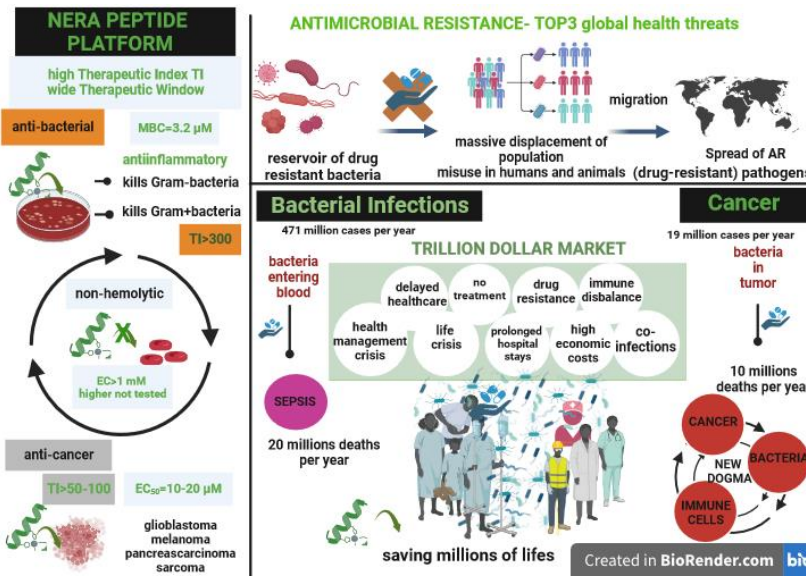 NERA PEPTIDE
PLATFORM
high Therapeutic Index TI
wide Therapeutic Window
anti-bacterial
MBC=3.2 µM
antiinflammatory
kills Gram-bacteria
kills Gram+bacteria
TI>300
non-hemolytic
EC>1 mM
higher not tested
anti-cancer
TI>50-100
EC₅₀=10-20 µM
glioblastoma
melanoma
pancreascarcinoma
sarcoma
ANTIMICROBIAL RESISTANCE- TOP3 global health threats
reservoir of drug
resistant bacteria
massive displacement of
population
misuse in humans and animals
migration
Spread of AR
(drug-resistant) pathogens
Bacterial Infections
471 million cases per year
bacteria
entering
blood
SEPSIS
20 millions deaths
per year
TRILLION DOLLAR MARKET
delayed
healthcare
no
treatment
drug
resistance
immune
disbalance
health
management
crisis
life
crisis
prolonged
hospital
stays
high
economic
costs
co-
infections
saving millions of lifes
Cancer
19 million cases per year
bacteria
in
tumor
10 millions
deaths per year
CANCER
BACTERIA
NEW
DOGMA
IMMUNE
CELLS
Created in BioRender.com